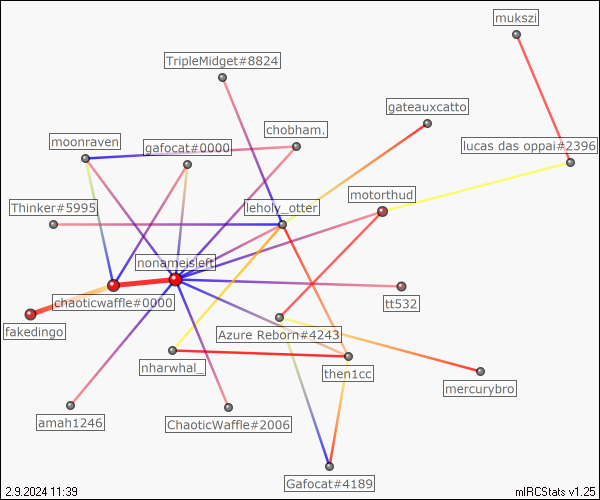 mukszi
TripleMidget#8824
gateauxcatto
chobham.
moonraven
gafocat#0000
lucas das oppai#2396
motorthud
Thinker#5995
leholy_otter
nonameisleft
chaoticwaffle#0000
tt532
fakedingo
Azure Reborn#4243
nharwhal_
then1cc
mercurybro
amah1246
ChaoticWaffle#2006
Gafocat#4189
2.9.2024 11:39
mIRCStats v1.25